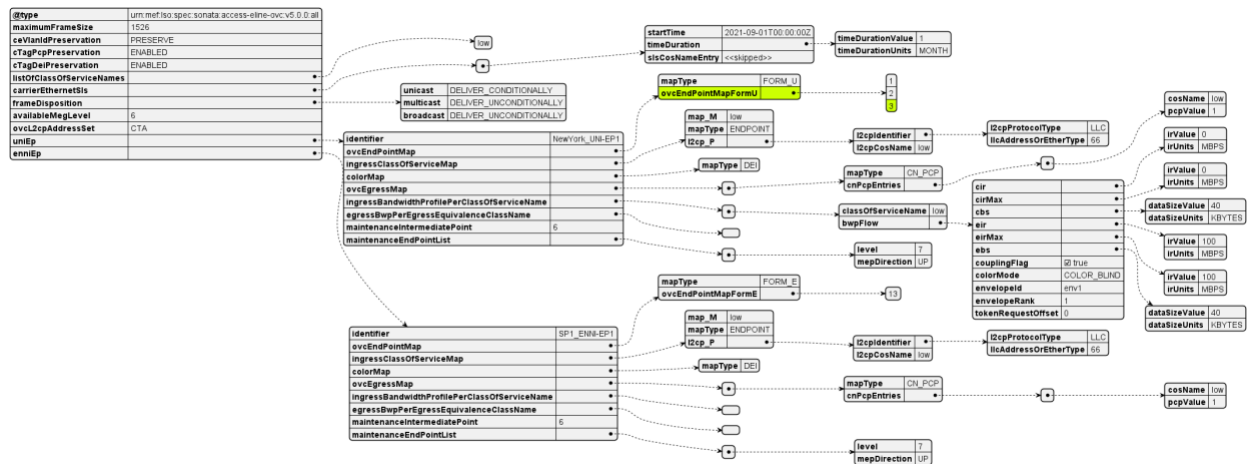 @type urn:mef:lso:spec:sonata:access-eline-ovc:v5.0.0:all
maximumFrameSize 1526
ceVlanIdPreservation PRESERVE
cTagPcpPreservation ENABLED
cTagDeiPreservation ENABLED
listOfClassOfServiceNames
carrierEthernetSls
frameDisposition
availableMegLevel 6
ovcL2cpAddressSet CTA
uniEp
enniEp
low
startTime 2021-09-01T00:00:00Z
timeDuration
slsCosNameEntry <<skipped>>
timeDurationValue 1
timeDurationUnits MONTH
unicast DELIVER_CONDITIONALLY
multicast DELIVER_UNCONDITIONALLY
broadcast DELIVER_UNCONDITIONALLY
identifier NewYork_UNI-EP1
ovcEndPointMap
ingressClassOfServiceMap
colorMap
ovcEgressMap
ingressBandwidthProfilePerClassOfServiceName
egressBwpPerEgressEquivalenceClassName
maintenanceIntermediatePoint 6
maintenanceEndPointList
mapType FORM_U
ovcEndPointMapFormU
1
2
3
map_M low
mapType ENDPOINT
l2cp_P
l2cpIdentifier
l2cpCosName low
l2cpProtocolType LLC
llcAddressOrEtherType 66
mapType DEI
mapType CN_PCP
cnPcpEntries
cosName low
pcpValue 1
classOfServiceName low
bwpFlow
cir
cirMax
cbs
eir
eirMax
ebs
couplingFlag ☑ true
colorMode COLOR_BLIND
envelopeId env1
envelopeRank 1
tokenRequestOffset 0
irValue 0
irUnits MBPS
irValue 0
irUnits MBPS
dataSizeValue 40
dataSizeUnits KBYTES
irValue 100
irUnits MBPS
irValue 100
irUnits MBPS
dataSizeValue 40
dataSizeUnits KBYTES
level 7
mepDirection UP
identifier SP1_ENNI-EP1
ovcEndPointMap
ingressClassOfServiceMap
colorMap
ovcEgressMap
ingressBandwidthProfilePerClassOfServiceName
egressBwpPerEgressEquivalenceClassName
maintenanceIntermediatePoint 6
maintenanceEndPointList
mapType FORM_E
ovcEndPointMapFormE
13
map_M low
mapType ENDPOINT
l2cp_P
l2cpIdentifier
l2cpCosName low
l2cpProtocolType LLC
llcAddressOrEtherType 66
mapType DEI
mapType CN_PCP
cnPcpEntries
cosName low
pcpValue 1
level 7
mepDirection UP